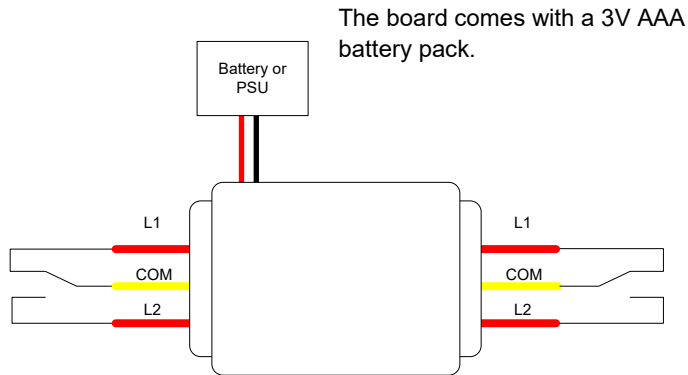 The board comes with a 3V AAA
battery pack.
Battery or
PSU
L1
L1
COM
COM
L2
L2